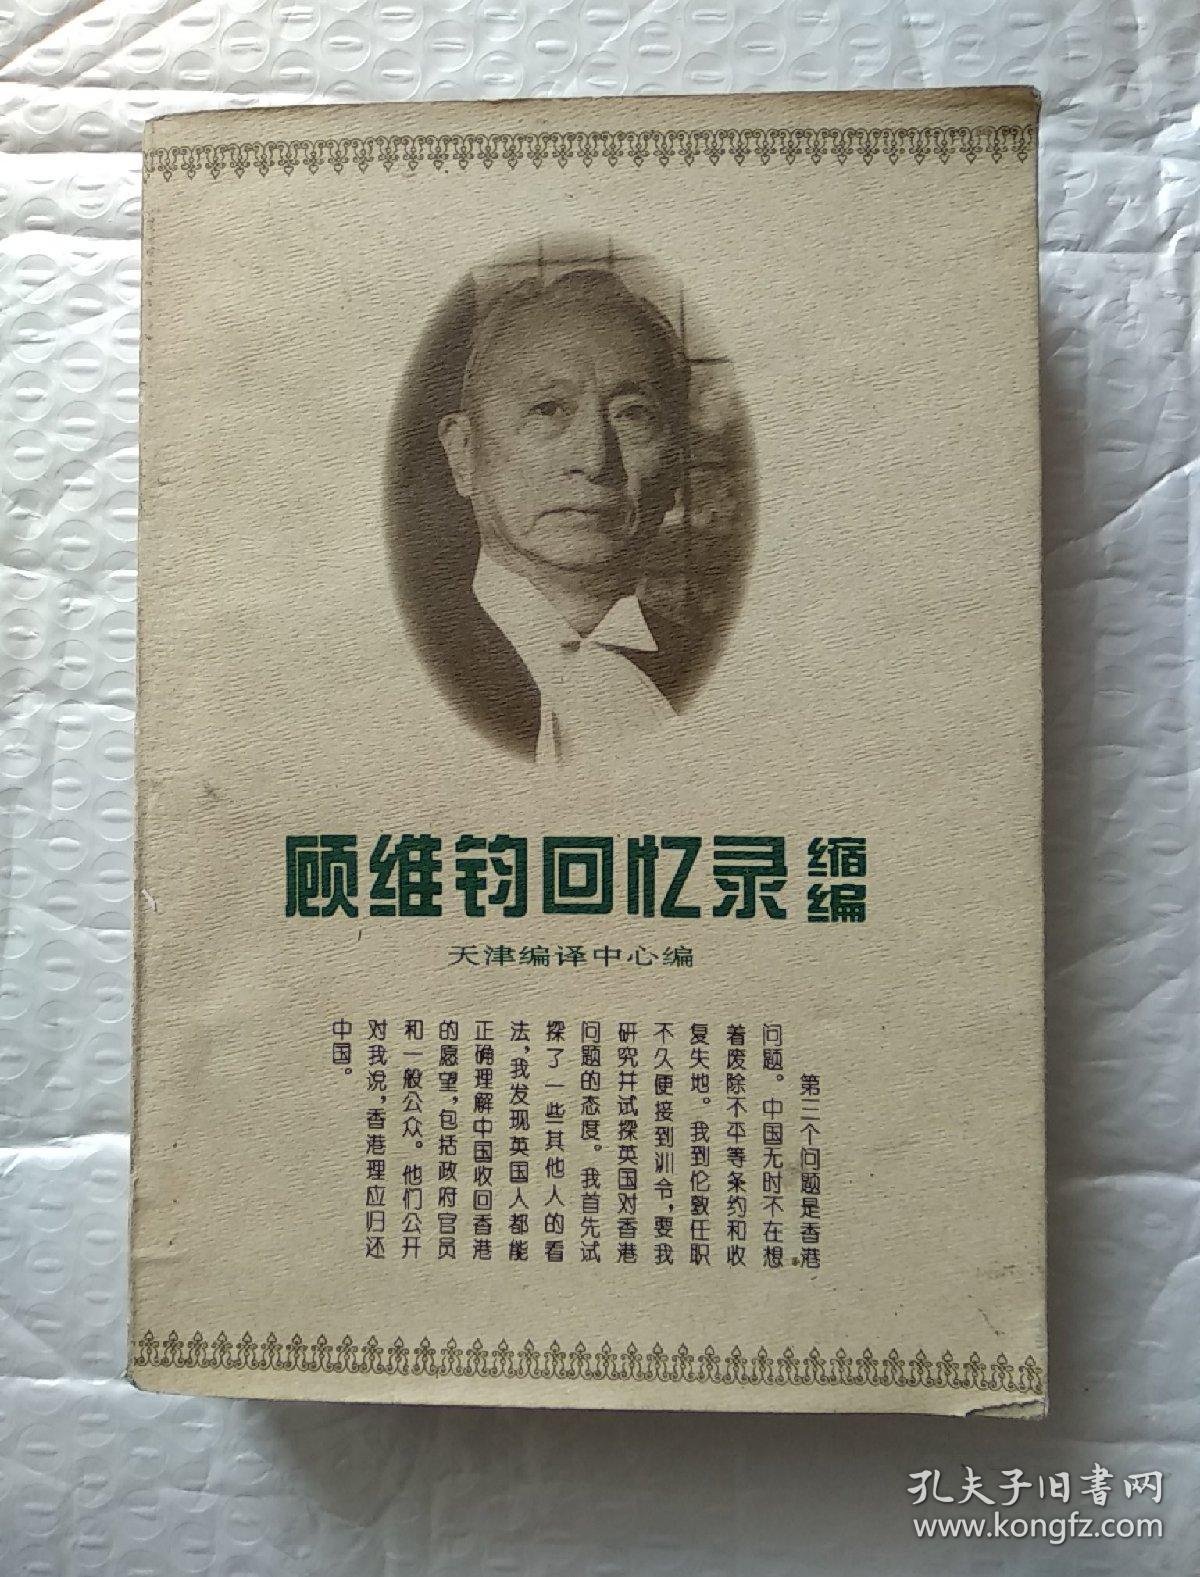 顾维钧回忆录 缩编
天津编译中心编
第三个问题是香港
问题。中国无时不在想
着废除不平等条约和收
复失地。我到伦敦任职
不久便接到训令，要我
研究并试探英国对香港
问题的态度。我首先试
探了一些其他人的看
法，我发现英国人都能
正确理解中国收回香港
的愿望，包括政府官员
和一般公众。他们公开
对我说，香港理应归还
中国。
孔夫子旧书网
www.kongfz.com